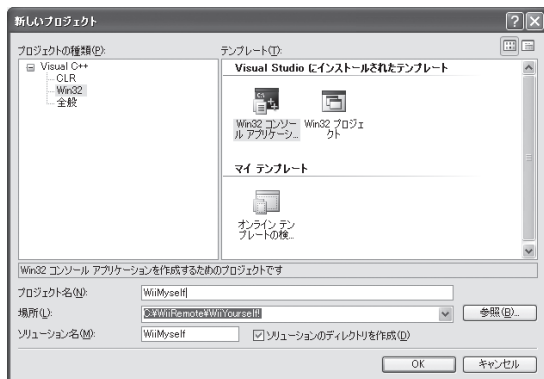 新しいプロジェクト
プロジェクトの種類(P):
テンプレート(T):
Visual C++
CLR
Win32
全般
Visual Studio にインストールされたテンプレート
Win32 コンソー
ル アプリケーシ...
Win32 プロジェ
クト
マイ テンプレート
オンライン テン
プレートの検...
Win32 コンソール アプリケーションを作成するためのプロジェクトです
プロジェクト名(N):
WiiMyself
場所(L):
C:¥WiiRemote¥WiiYourself!
参照(B)...
ソリューション名(M):
WiiMyself
ソリューションのディレクトリを作成(D)
OK
キャンセル